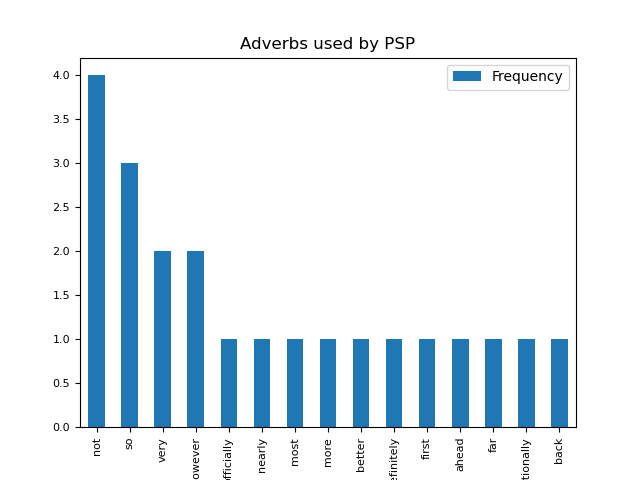 Adverbs used by PSP
Frequency
4.0
3.5
3.0
2.5
2.0
1.5
1.0
0.5
0.0
not
so
very
owever
fficially
nearly
most
more
better
efinitely
first
ahead
far
tionally
back